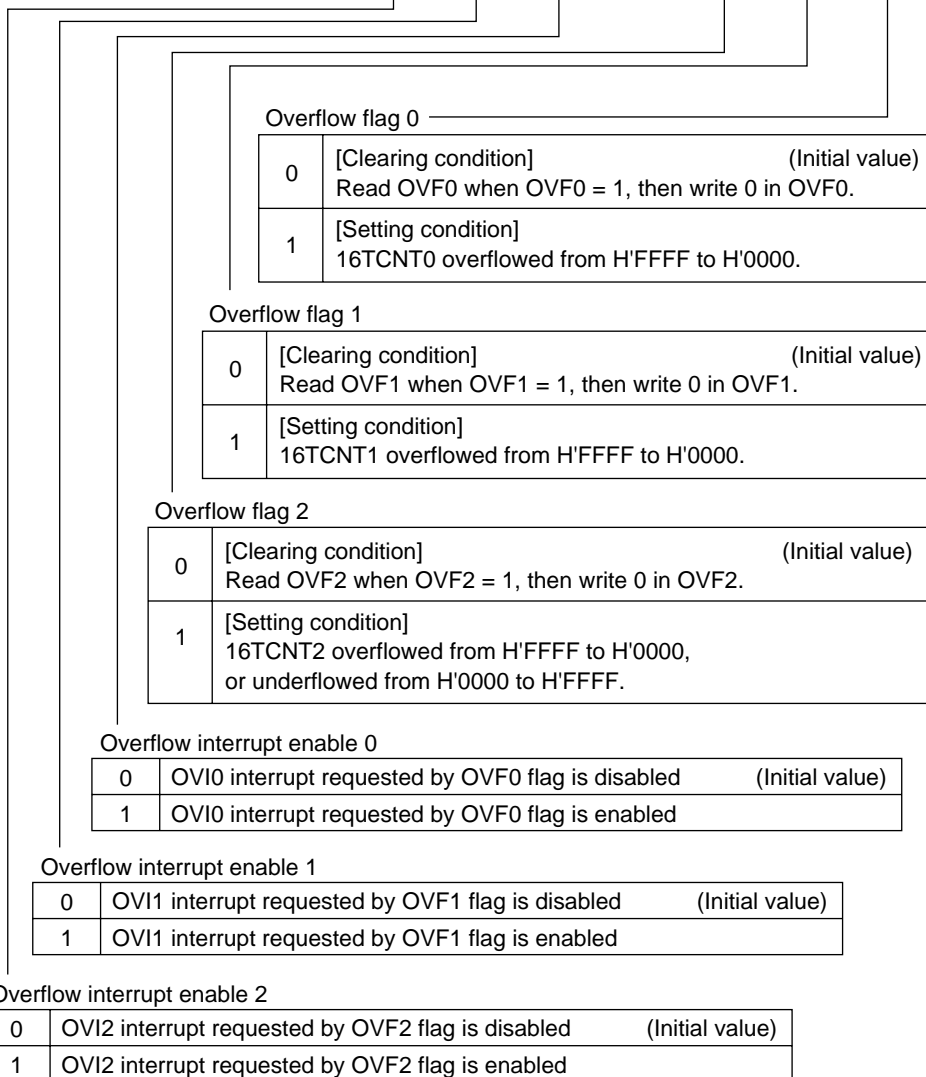 Overflow flag 0
0 [Clearing condition] (Initial value)
Read OVF0 when OVF0 = 1, then write 0 in OVF0.
1 [Setting condition]
16TCNT0 overflowed from H'FFFF to H'0000.
Overflow flag 1
0 [Clearing condition] (Initial value)
Read OVF1 when OVF1 = 1, then write 0 in OVF1.
1 [Setting condition]
16TCNT1 overflowed from H'FFFF to H'0000.
Overflow flag 2
0 [Clearing condition] (Initial value)
Read OVF2 when OVF2 = 1, then write 0 in OVF2.
1 [Setting condition]
16TCNT2 overflowed from H'FFFF to H'0000,
or underflowed from H'0000 to H'FFFF.
Overflow interrupt enable 0
0 OVI0 interrupt requested by OVF0 flag is disabled (Initial value)
1 OVI0 interrupt requested by OVF0 flag is enabled
Overflow interrupt enable 1
0 OVI1 interrupt requested by OVF1 flag is disabled (Initial value)
1 OVI1 interrupt requested by OVF1 flag is enabled
Overflow interrupt enable 2
0 OVI2 interrupt requested by OVF2 flag is disabled (Initial value)
1 OVI2 interrupt requested by OVF2 flag is enabled